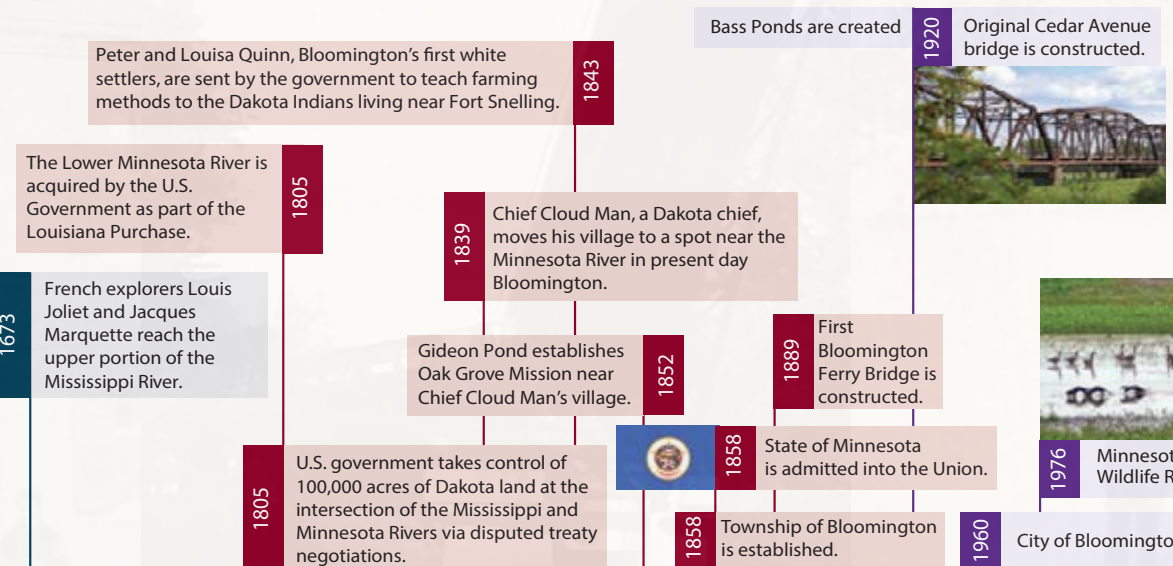 Bass Ponds are created
1920
Original Cedar Avenue
bridge is constructed.
Peter and Louisa Quinn, Bloomington's first white
settlers, are sent by the government to teach farming
methods to the Dakota Indians living near Fort Snelling.
1843
The Lower Minnesota River is
acquired by the U.S.
Government as part of the
Louisiana Purchase.
1805
1839
Chief Cloud Man, a Dakota chief,
moves his village to a spot near the
Minnesota River in present day
Bloomington.
1673
French explorers Louis
Joliet and Jacques
Marquette reach the
upper portion of the
Mississippi River.
Gideon Pond establishes
Oak Grove Mission near
Chief Cloud Man's village.
1852
1889
First
Bloomington
Ferry Bridge is
constructed.
1858
State of Minnesota
is admitted into the Union.
1805
U.S. government takes control of
100,000 acres of Dakota land at the
intersection of the Mississippi and
Minnesota Rivers via disputed treaty
negotiations.
1976
Minnesot
Wildlife R
1858
Township of Bloomington
is established.
1960
City of Bloomingto